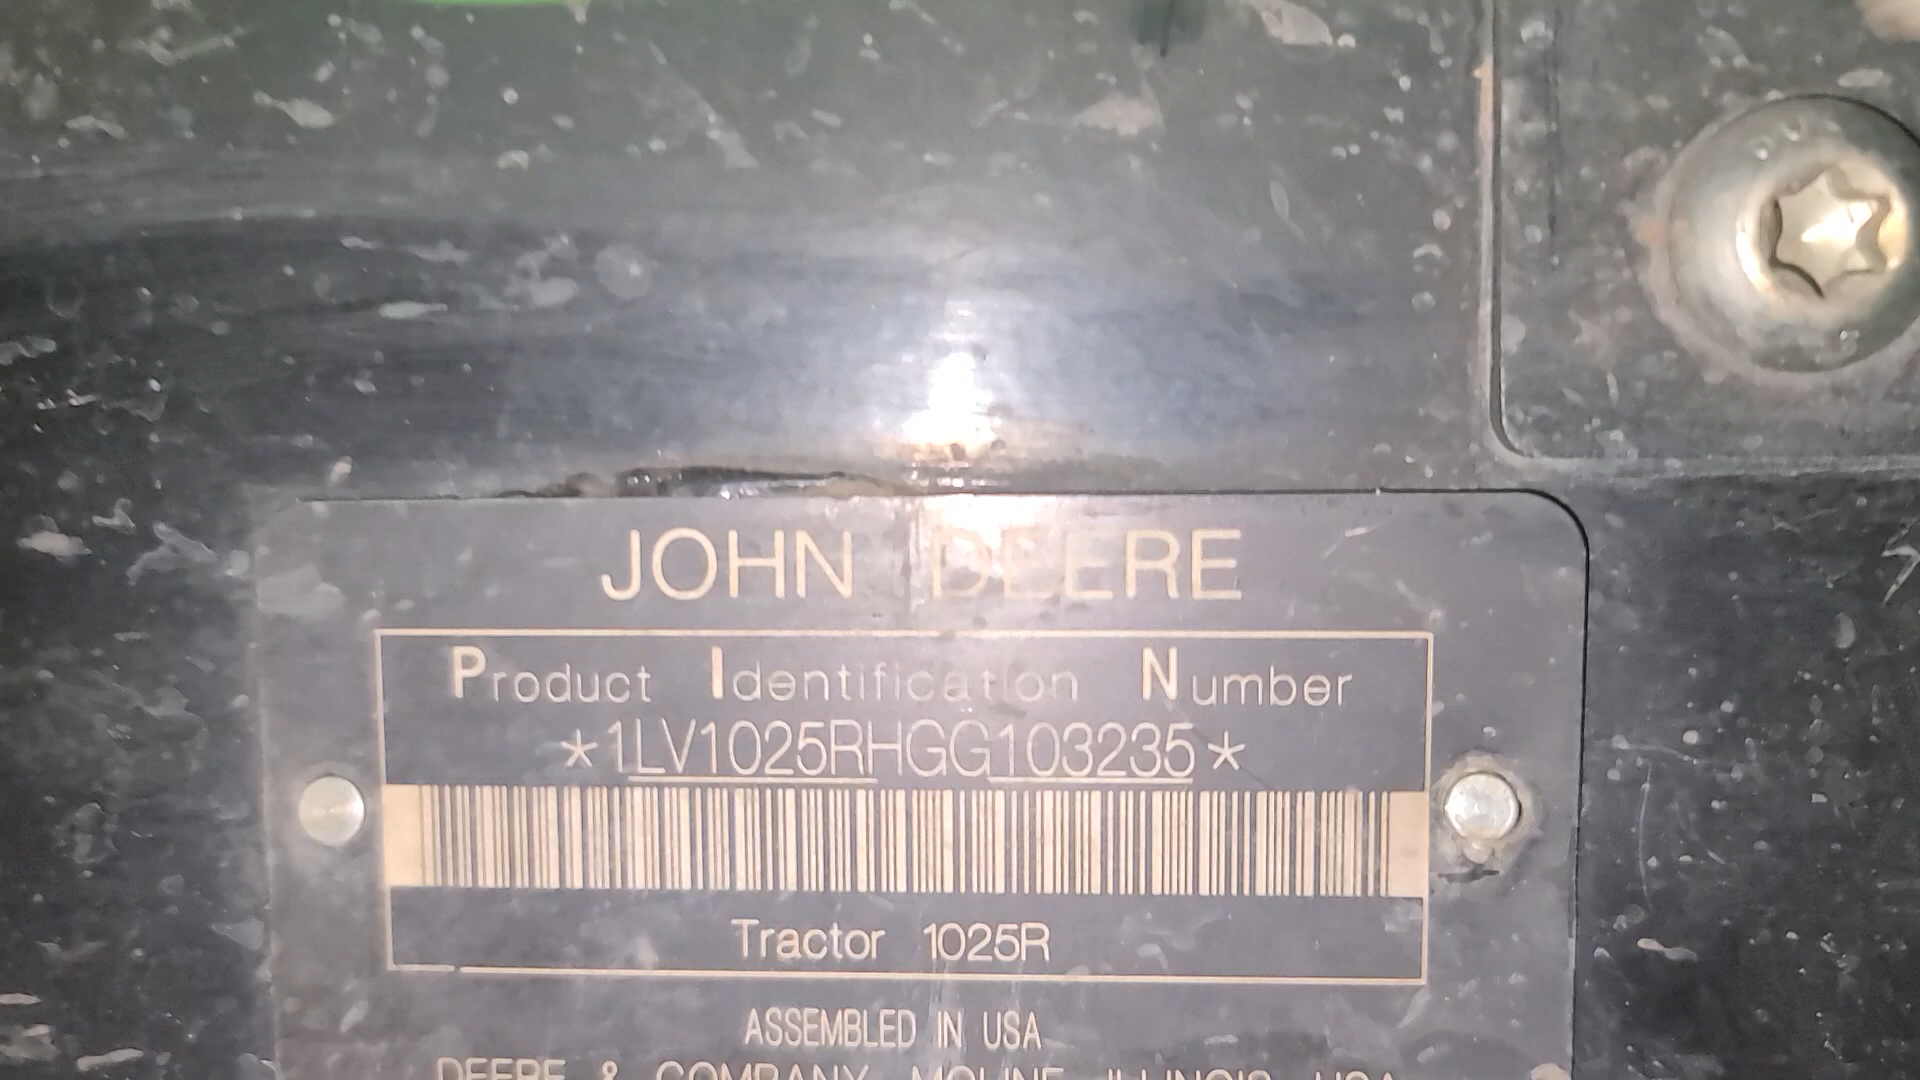 JOHN DEERE
Product Identification Number
*1LV1025RHGG103235*
Tractor 1025R
ASSEMBLED IN USA
DEERE & COMPANY MOLINE ILLINOIS USA